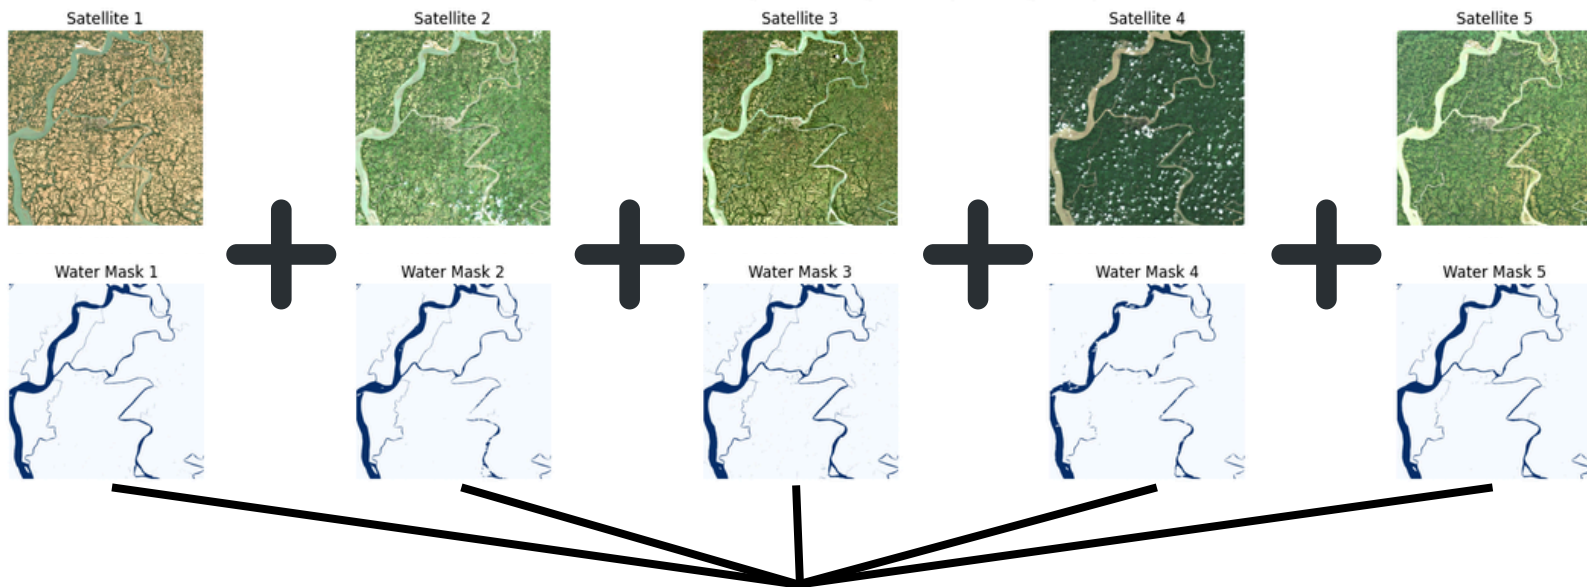 Satellite 1
Satellite 2
Satellite 3
Satellite 4
Satellite 5
Water Mask 1
Water Mask 2
Water Mask 3
Water Mask 4
Water Mask 5